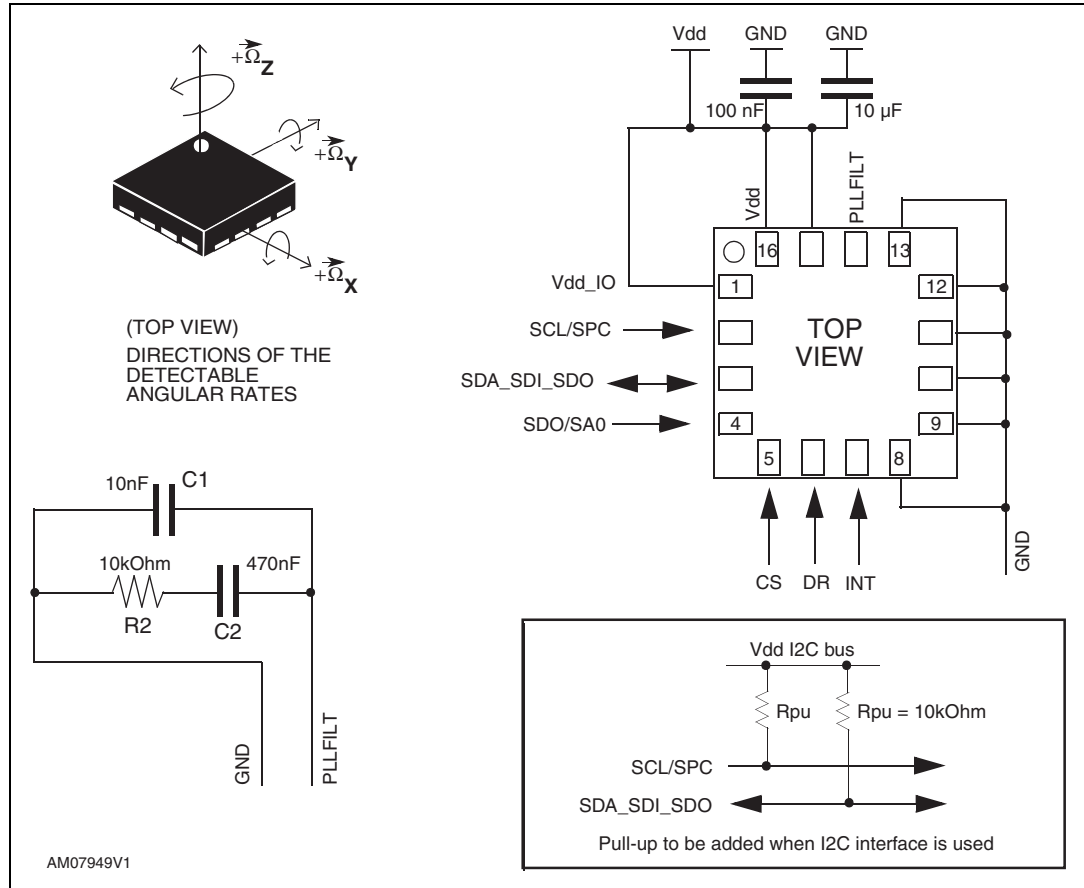 +Ω Z
+Ω Y
+Ω X
(TOP VIEW)
DIRECTIONS OF THE
DETECTABLE
ANGULAR RATES
Vdd GND GND
100 nF 10 µF
Vdd PLLFILT
16 13
Vdd_IO 1 12
SCL/SPC
TOP
VIEW
SDA_SDI_SDO
SDO/SA0 4 9
5 8
CS DR INT
GND
10nF C1
10kOhm 470nF
R2 C2
GND PLLFILT
Vdd I2C bus
Rpu Rpu = 10kOhm
SCL/SPC
SDA_SDI_SDO
Pull-up to be added when I2C interface is used
AM07949V1